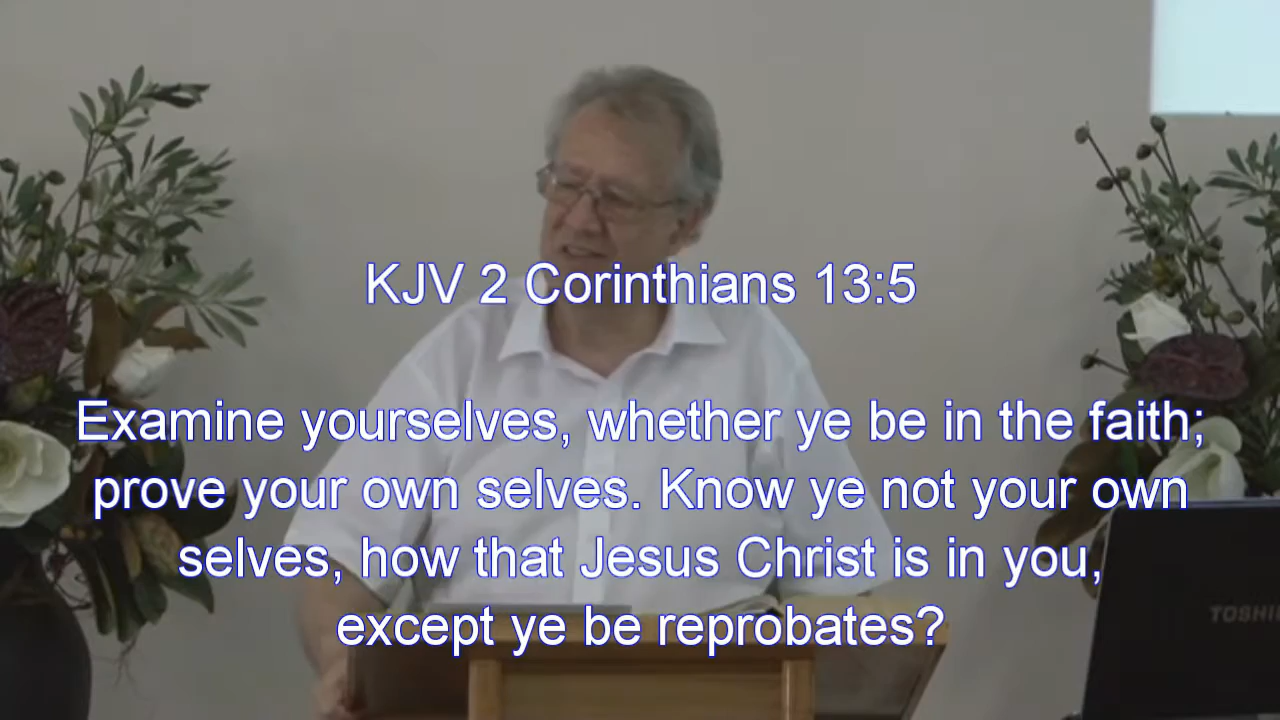 KJV 2 Corinthians 13:5
Examine yourselves, whether ye be in the faith;
prove your own selves. Know ye not your own
selves, how that Jesus Christ is in you,
except ye be reprobates?